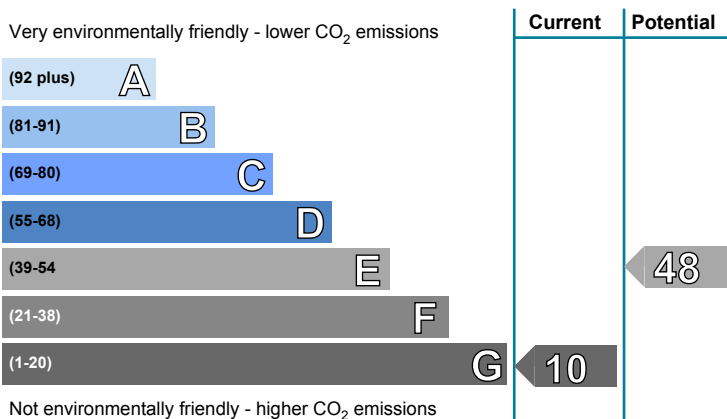 Current Potential
Very environmentally friendly - lower CO2 emissions
(92 plus) A
(81-91) B
(69-80) C
(55-68) D
(39-54 E 48
(21-38) F
(1-20) G 10
Not environmentally friendly - higher CO2 emissions